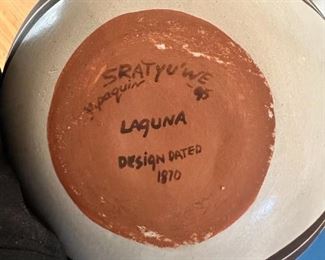 SRATYU'WE
e. paquin 95
LAGUNA
DESIGN DATED
1870